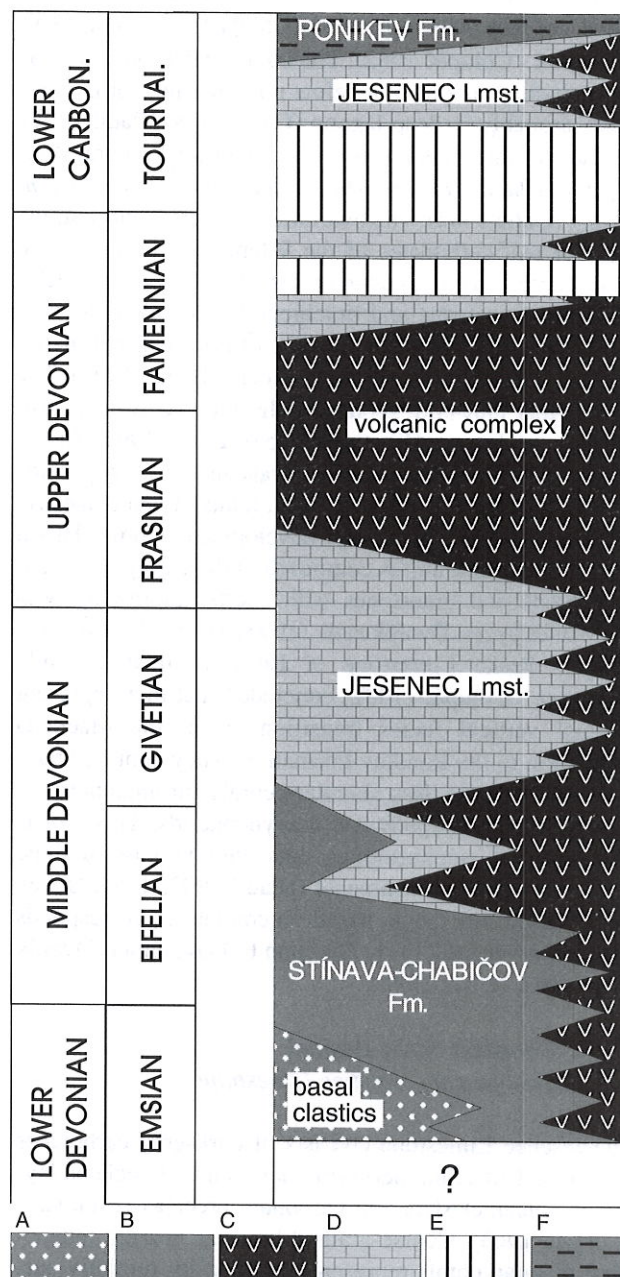 PONIKEV Fm.
JESENEC Lmst.
LOWER
CARBON.
TOURNAI.
UPPER DEVONIAN
FAMENNIAN
volcanic complex
FRASNIAN
MIDDLE DEVONIAN
GIVETIAN
JESENEC Lmst.
EIFELIAN
STÍNAVA-CHABIČOV
Fm.
LOWER
DEVONIAN
EMSIAN
basal
clastics
?
A B C D E F